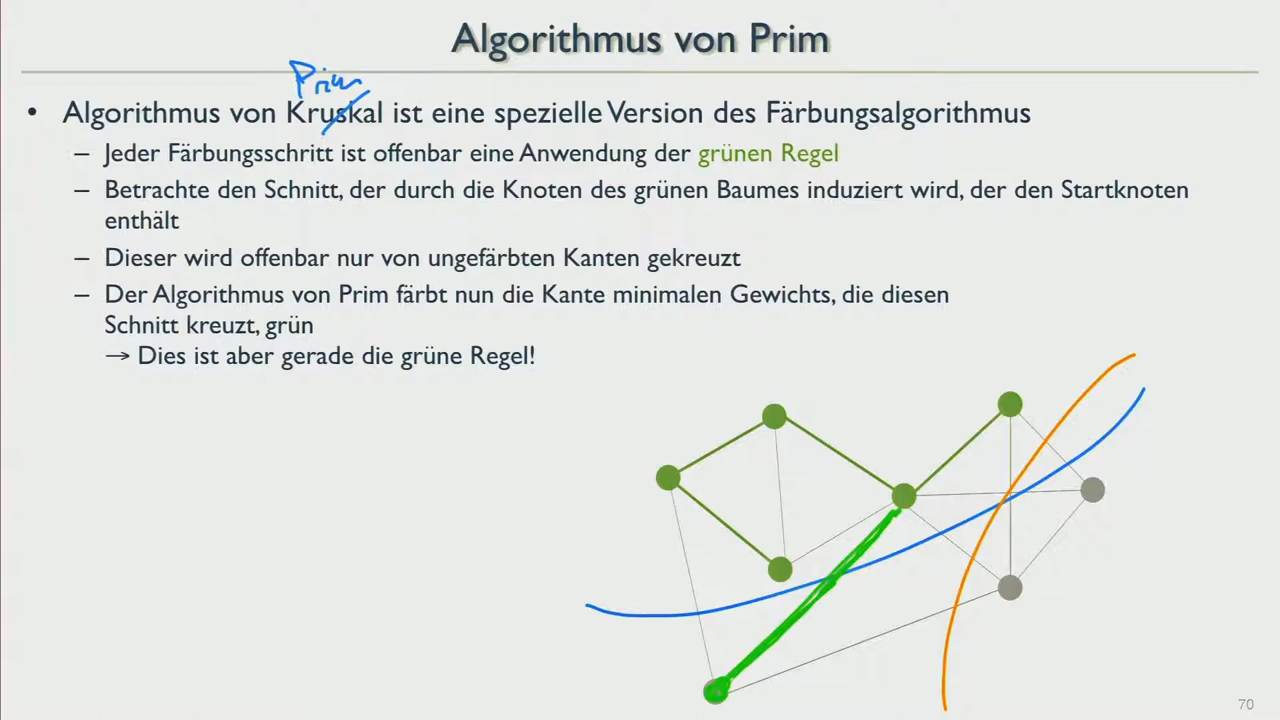 Algorithmus von Prim
Prim
• Algorithmus von Kruskal ist eine spezielle Version des Färbungsalgorithmus
– Jeder Färbungsschritt ist offenbar eine Anwendung der grünen Regel
– Betrachte den Schnitt, der durch die Knoten des grünen Baumes induziert wird, der den Startknoten
enthält
– Dieser wird offenbar nur von ungefärbten Kanten gekreuzt
– Der Algorithmus von Prim färbt nun die Kante minimalen Gewichts, die diesen
Schnitt kreuzt, grün
→ Dies ist aber gerade die grüne Regel!
70